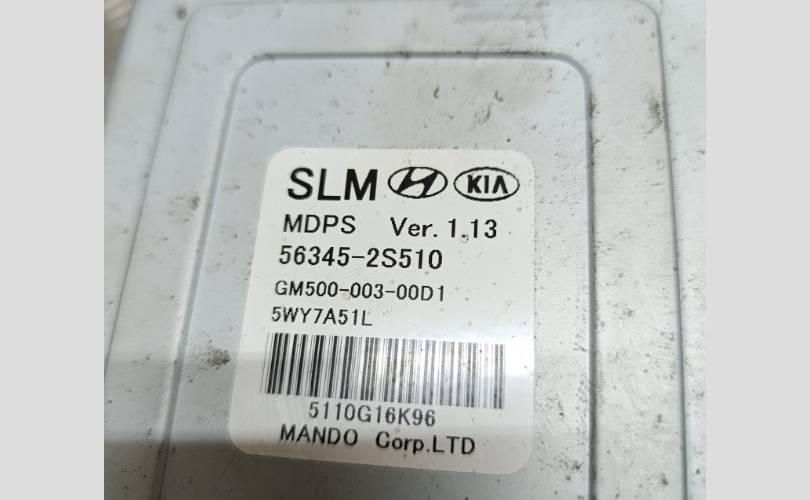 SLM KIA
MDPS Ver. 1.13
56345-2S510
GM500-003-00D1
5WY7A51L
5110G16K96
MANDO Corp.LTD